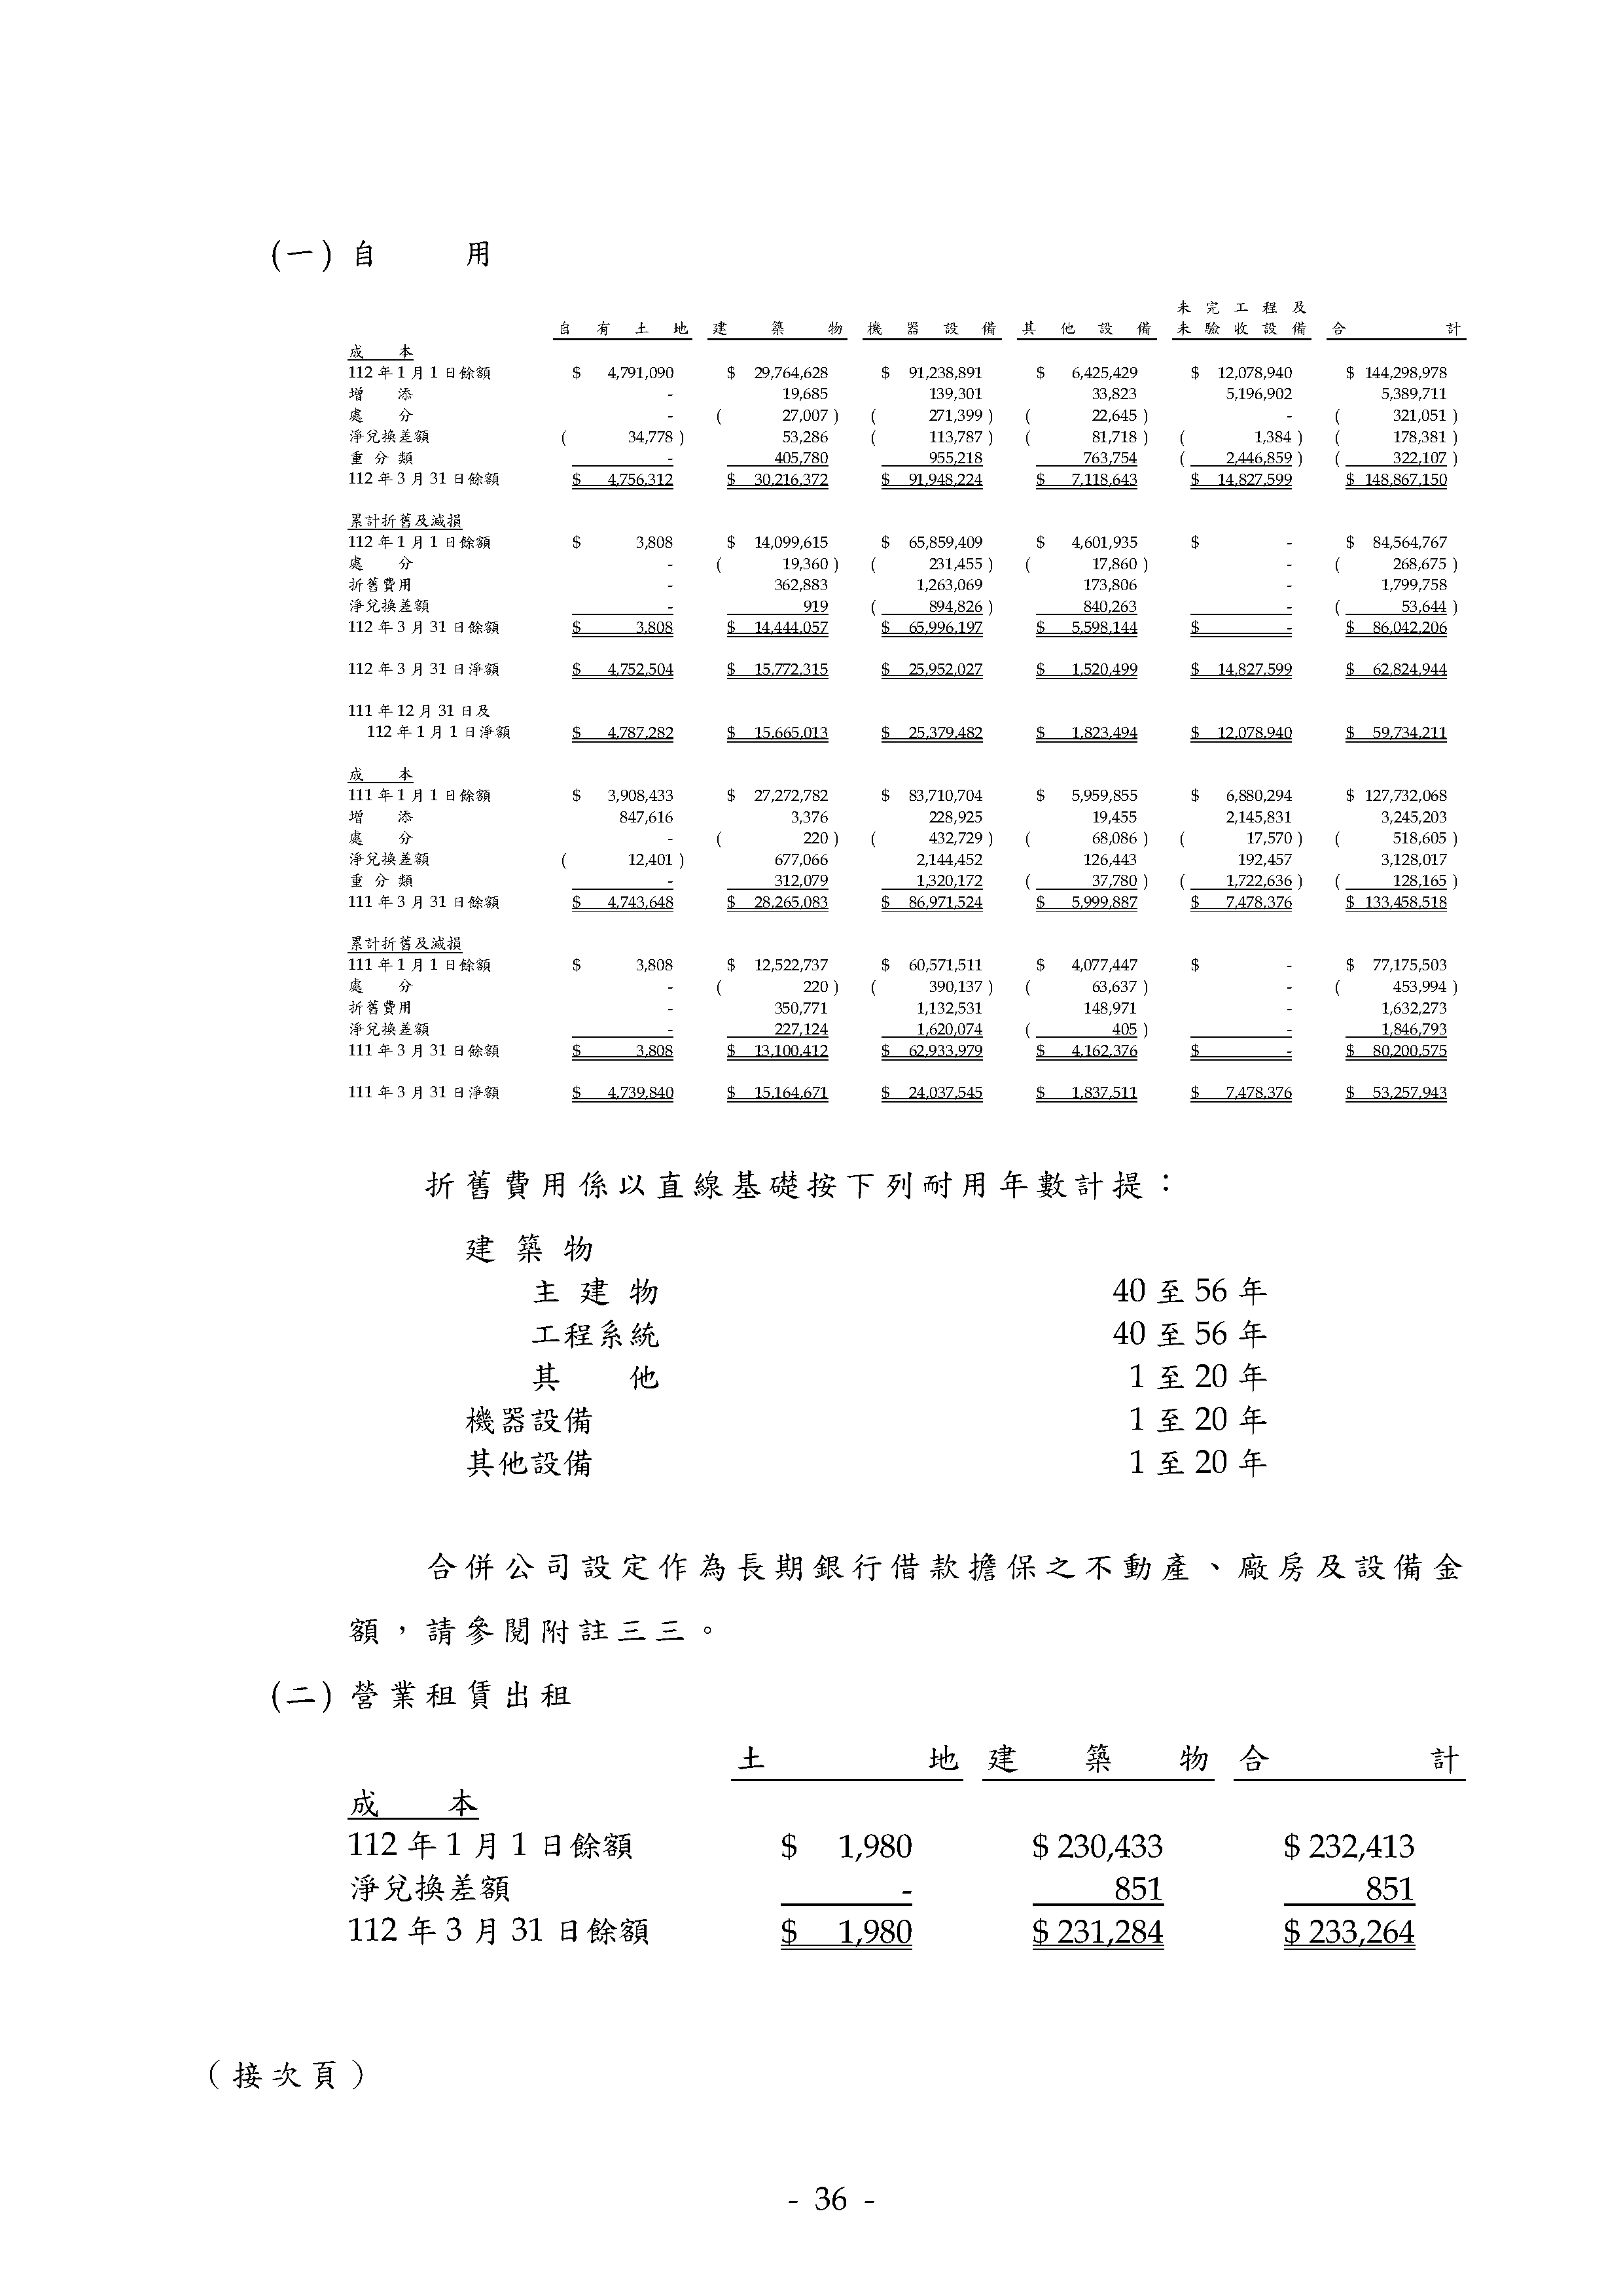 (一) 自　　用
未完工程及
自有土地 建築物 機器設備 其他設備 未驗收設備 合計
成　本
112 年 1 月 1 日餘額 $ 4,791,090 $ 29,764,628 $ 91,238,891 $ 6,425,429 $ 12,078,940 $ 144,298,978
增　添 - 19,685 139,301 33,823 5,196,902 5,389,711
處　分 - ( 27,007 ) ( 271,399 ) ( 22,645 ) - ( 321,051 )
淨兌換差額 ( 34,778 ) 53,286 ( 113,787 ) ( 81,718 ) ( 1,384 ) ( 178,381 )
重分類 - 405,780 955,218 763,754 ( 2,446,859 ) ( 322,107 )
112 年 3 月 31 日餘額 $ 4,756,312 $ 30,216,372 $ 91,948,224 $ 7,118,643 $ 14,827,599 $ 148,867,150
累計折舊及減損
112 年 1 月 1 日餘額 $ 3,808 $ 14,099,615 $ 65,859,409 $ 4,601,935 $ - $ 84,564,767
處　分 - ( 19,360 ) ( 231,455 ) ( 17,860 ) - ( 268,675 )
折舊費用 - 362,883 1,263,069 173,806 - 1,799,758
淨兌換差額 - 919 ( 894,826 ) 840,263 - ( 53,644 )
112 年 3 月 31 日餘額 $ 3,808 $ 14,444,057 $ 65,996,197 $ 5,598,144 $ - $ 86,042,206
112 年 3 月 31 日淨額 $ 4,752,504 $ 15,772,315 $ 25,952,027 $ 1,520,499 $ 14,827,599 $ 62,824,944
111 年 12 月 31 日及
112 年 1 月 1 日淨額 $ 4,787,282 $ 15,665,013 $ 25,379,482 $ 1,823,494 $ 12,078,940 $ 59,734,211
成　本
111 年 1 月 1 日餘額 $ 3,908,433 $ 27,272,782 $ 83,710,704 $ 5,959,855 $ 6,880,294 $ 127,732,068
增　添 847,616 3,376 228,925 19,455 2,145,831 3,245,203
處　分 - ( 220 ) ( 432,729 ) ( 68,086 ) ( 17,570 ) ( 518,605 )
淨兌換差額 ( 12,401 ) 677,066 2,144,452 126,443 192,457 3,128,017
重分類 - 312,079 1,320,172 ( 37,780 ) ( 1,722,636 ) ( 128,165 )
111 年 3 月 31 日餘額 $ 4,743,648 $ 28,265,083 $ 86,971,524 $ 5,999,887 $ 7,478,376 $ 133,458,518
累計折舊及減損
111 年 1 月 1 日餘額 $ 3,808 $ 12,522,737 $ 60,571,511 $ 4,077,447 $ - $ 77,175,503
處　分 - ( 220 ) ( 390,137 ) ( 63,637 ) - ( 453,994 )
折舊費用 - 350,771 1,132,531 148,971 - 1,632,273
淨兌換差額 - 227,124 1,620,074 ( 405 ) - 1,846,793
111 年 3 月 31 日餘額 $ 3,808 $ 13,100,412 $ 62,933,979 $ 4,162,376 $ - $ 80,200,575
111 年 3 月 31 日淨額 $ 4,739,840 $ 15,164,671 $ 24,037,545 $ 1,837,511 $ 7,478,376 $ 53,257,943
折舊費用係以直線基礎按下列耐用年數計提：
建築物
主建物 40 至 56 年
工程系統 40 至 56 年
其　他 1 至 20 年
機器設備 1 至 20 年
其他設備 1 至 20 年
合併公司設定作為長期銀行借款擔保之不動產、廠房及設備金
額，請參閱附註三三。
(二) 營業租賃出租
土地 建築物 合計
成　本
112 年 1 月 1 日餘額 $ 1,980 $ 230,433 $ 232,413
淨兌換差額 - 851 851
112 年 3 月 31 日餘額 $ 1,980 $ 231,284 $ 233,264
（接次頁）
- 36 -